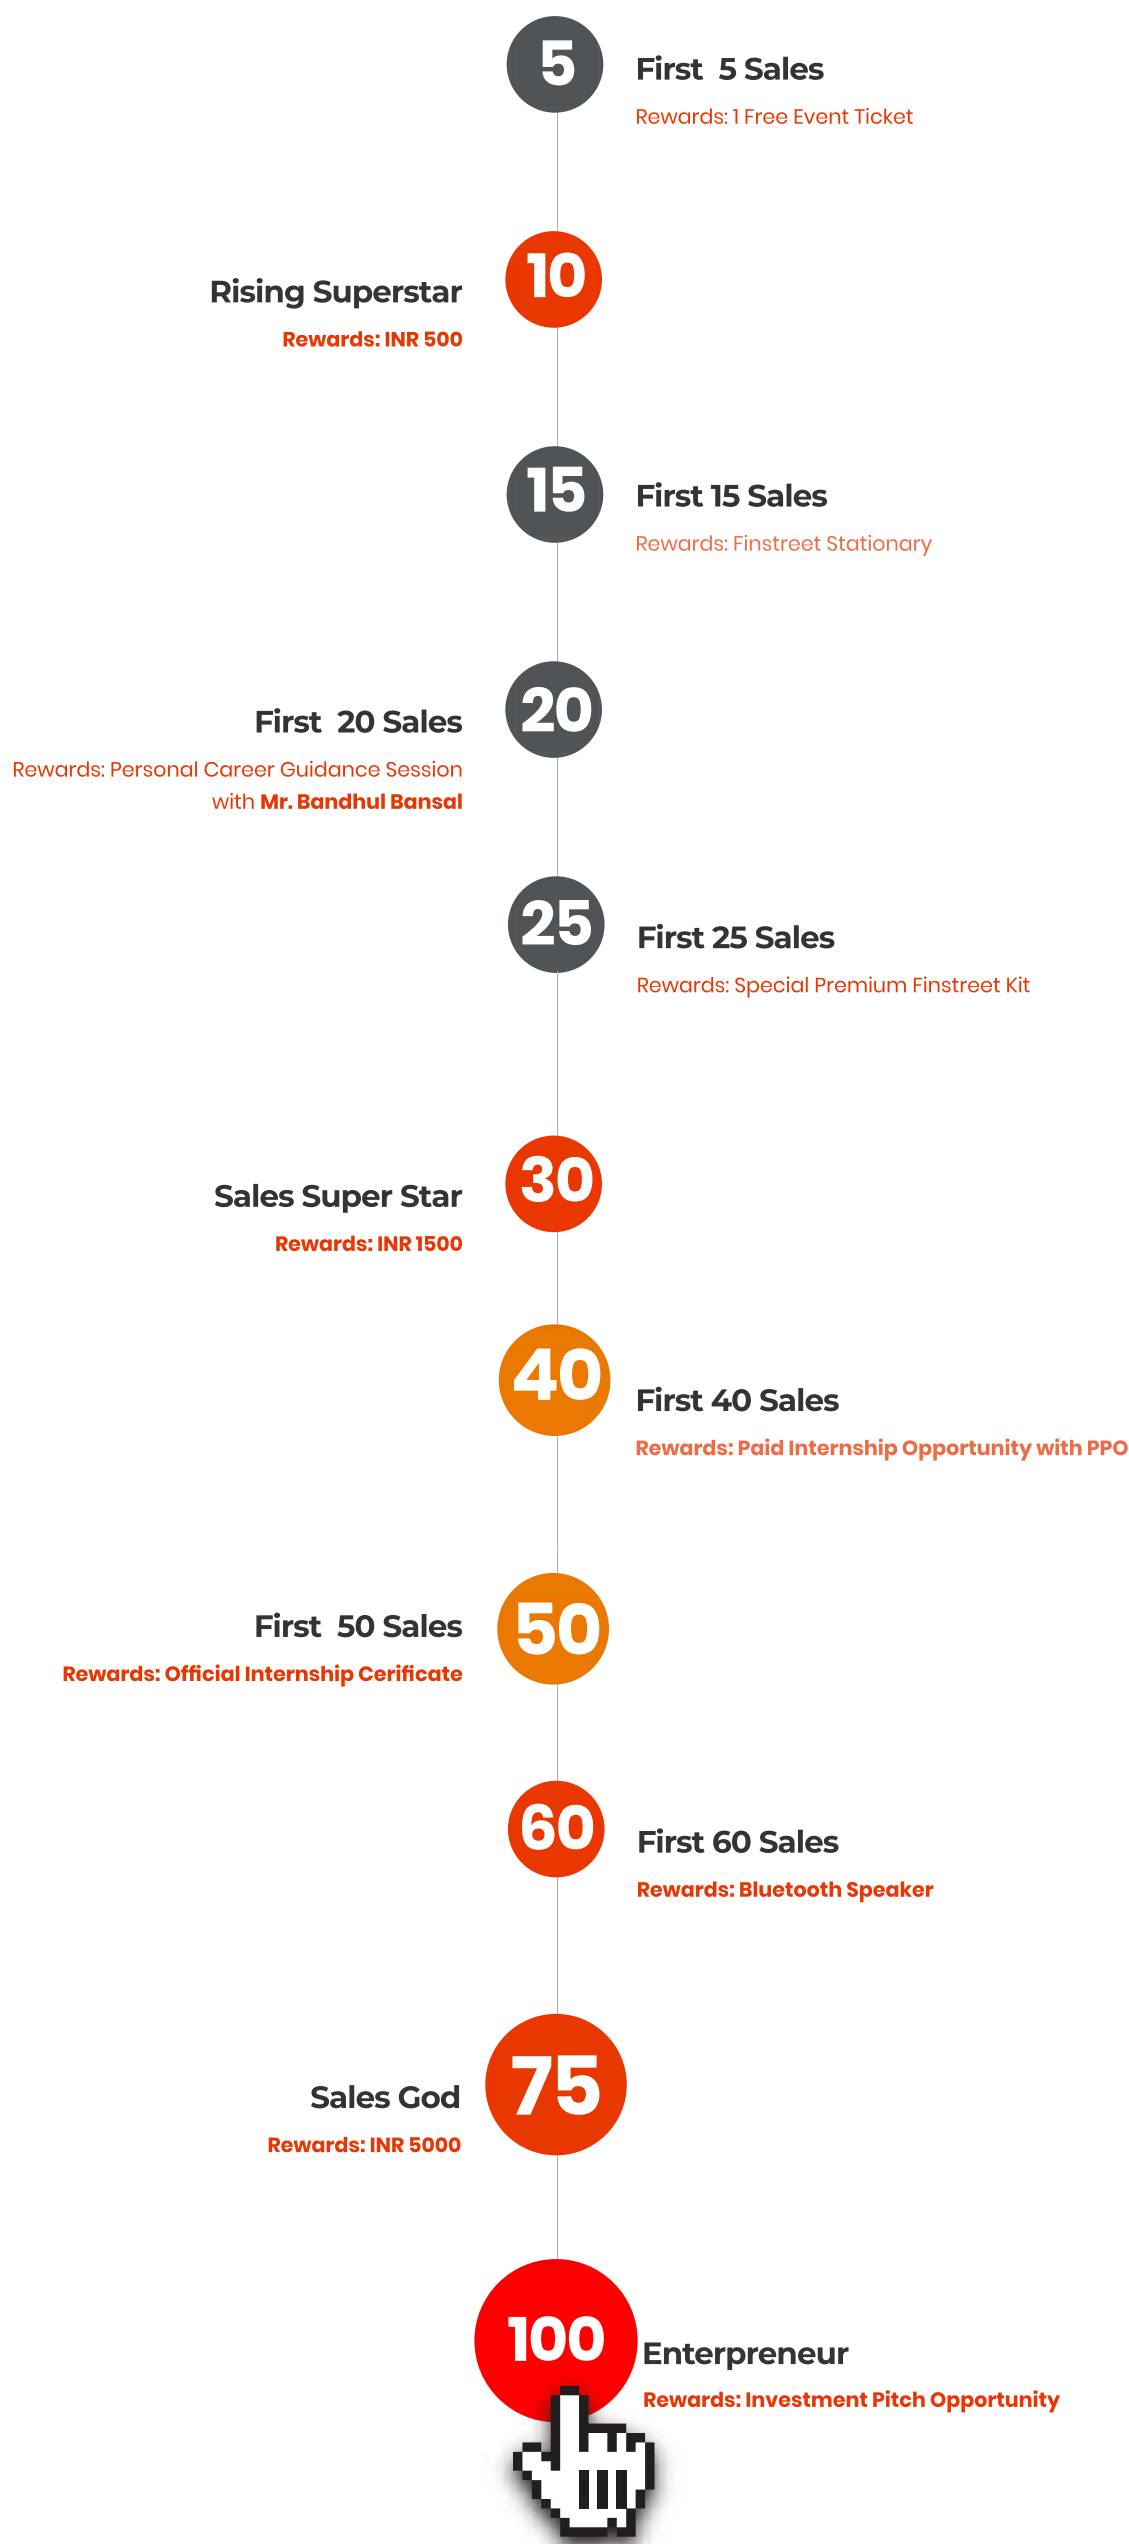 5
First 5 Sales
Rewards: 1 Free Event Ticket
10
Rising Superstar
Rewards: INR 500
15
First 15 Sales
Rewards: Finstreet Stationary
20
First 20 Sales
Rewards: Personal Career Guidance Session
with Mr. Bandhul Bansal
25
First 25 Sales
Rewards: Special Premium Finstreet Kit
30
Sales Super Star
Rewards: INR 1500
40
First 40 Sales
Rewards: Paid Internship Opportunity with PPO
50
First 50 Sales
Rewards: Official Internship Cerificate
60
First 60 Sales
Rewards: Bluetooth Speaker
75
Sales God
Rewards: INR 5000
100
Enterpreneur
Rewards: Investment Pitch Opportunity